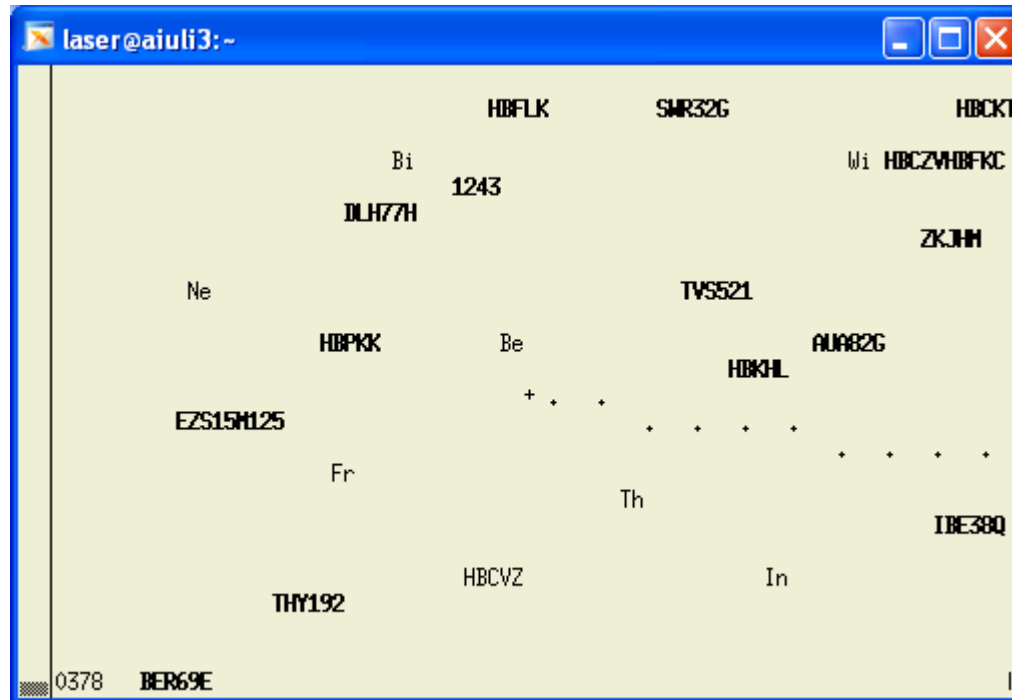 laser@aiuli3:~
HBFLK SWR32G HBCKT
Bi Wi HBCZVHBFKC
1243
DLH77H
ZKJHM
Ne TVS521
HBPKK Be AUA82G
HBKHL
+ . .
EZS15M125 . . . .
. . . .
Fr
Th
IBE38Q
HBCVZ In
THY192
0378 BER69E